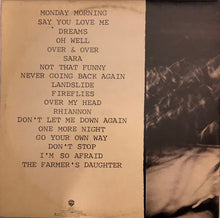 MONDAY MORNING
SAY YOU LOVE ME
DREAMS
OH WELL
OVER & OVER
SARA
NOT THAT FUNNY
NEVER GOING BACK AGAIN
LANDSLIDE
FIREFLIES
OVER MY HEAD
RHIANNON
DON'T LET ME DOWN AGAIN
ONE MORE NIGHT
GO YOUR OWN WAY
DON'T STOP
I'M SO AFRAID
THE FARMER'S DAUGHTER